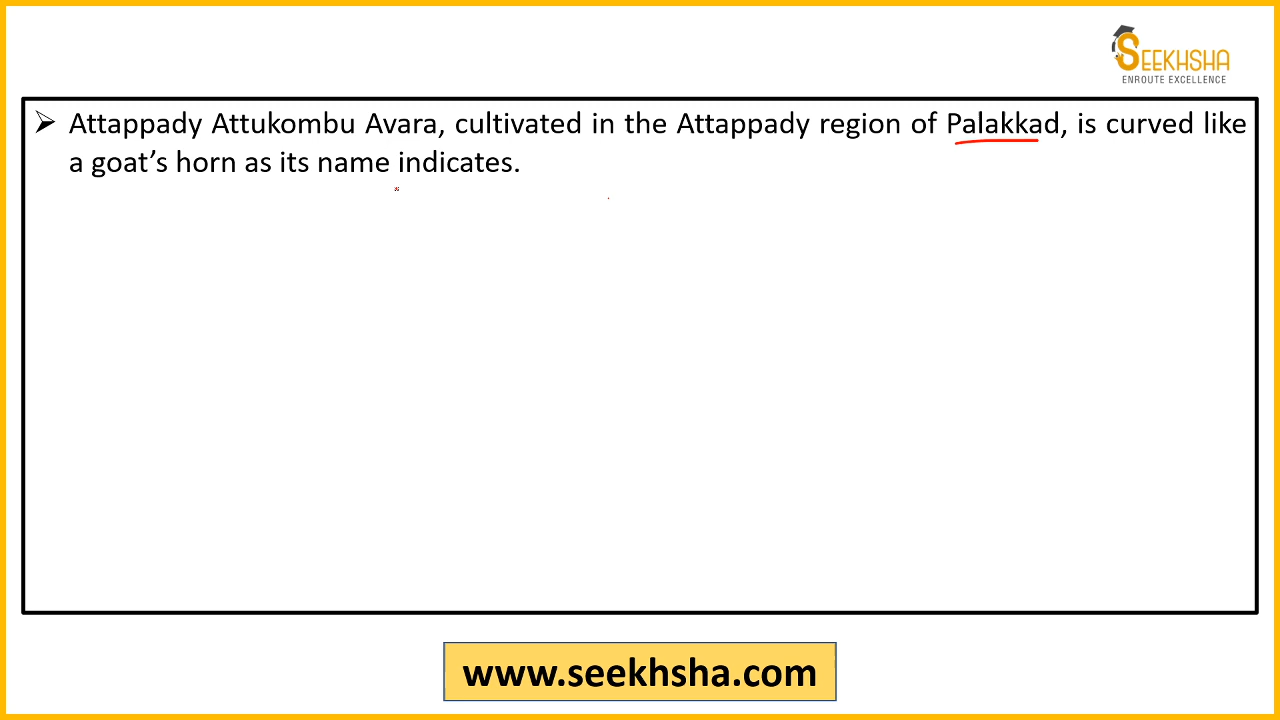 SEEKHSHA
ENROUTE EXCELLENCE
➢ Attappady Attukombu Avara, cultivated in the Attappady region of Palakkad, is curved like
a goat’s horn as its name indicates.
www.seekhsha.com